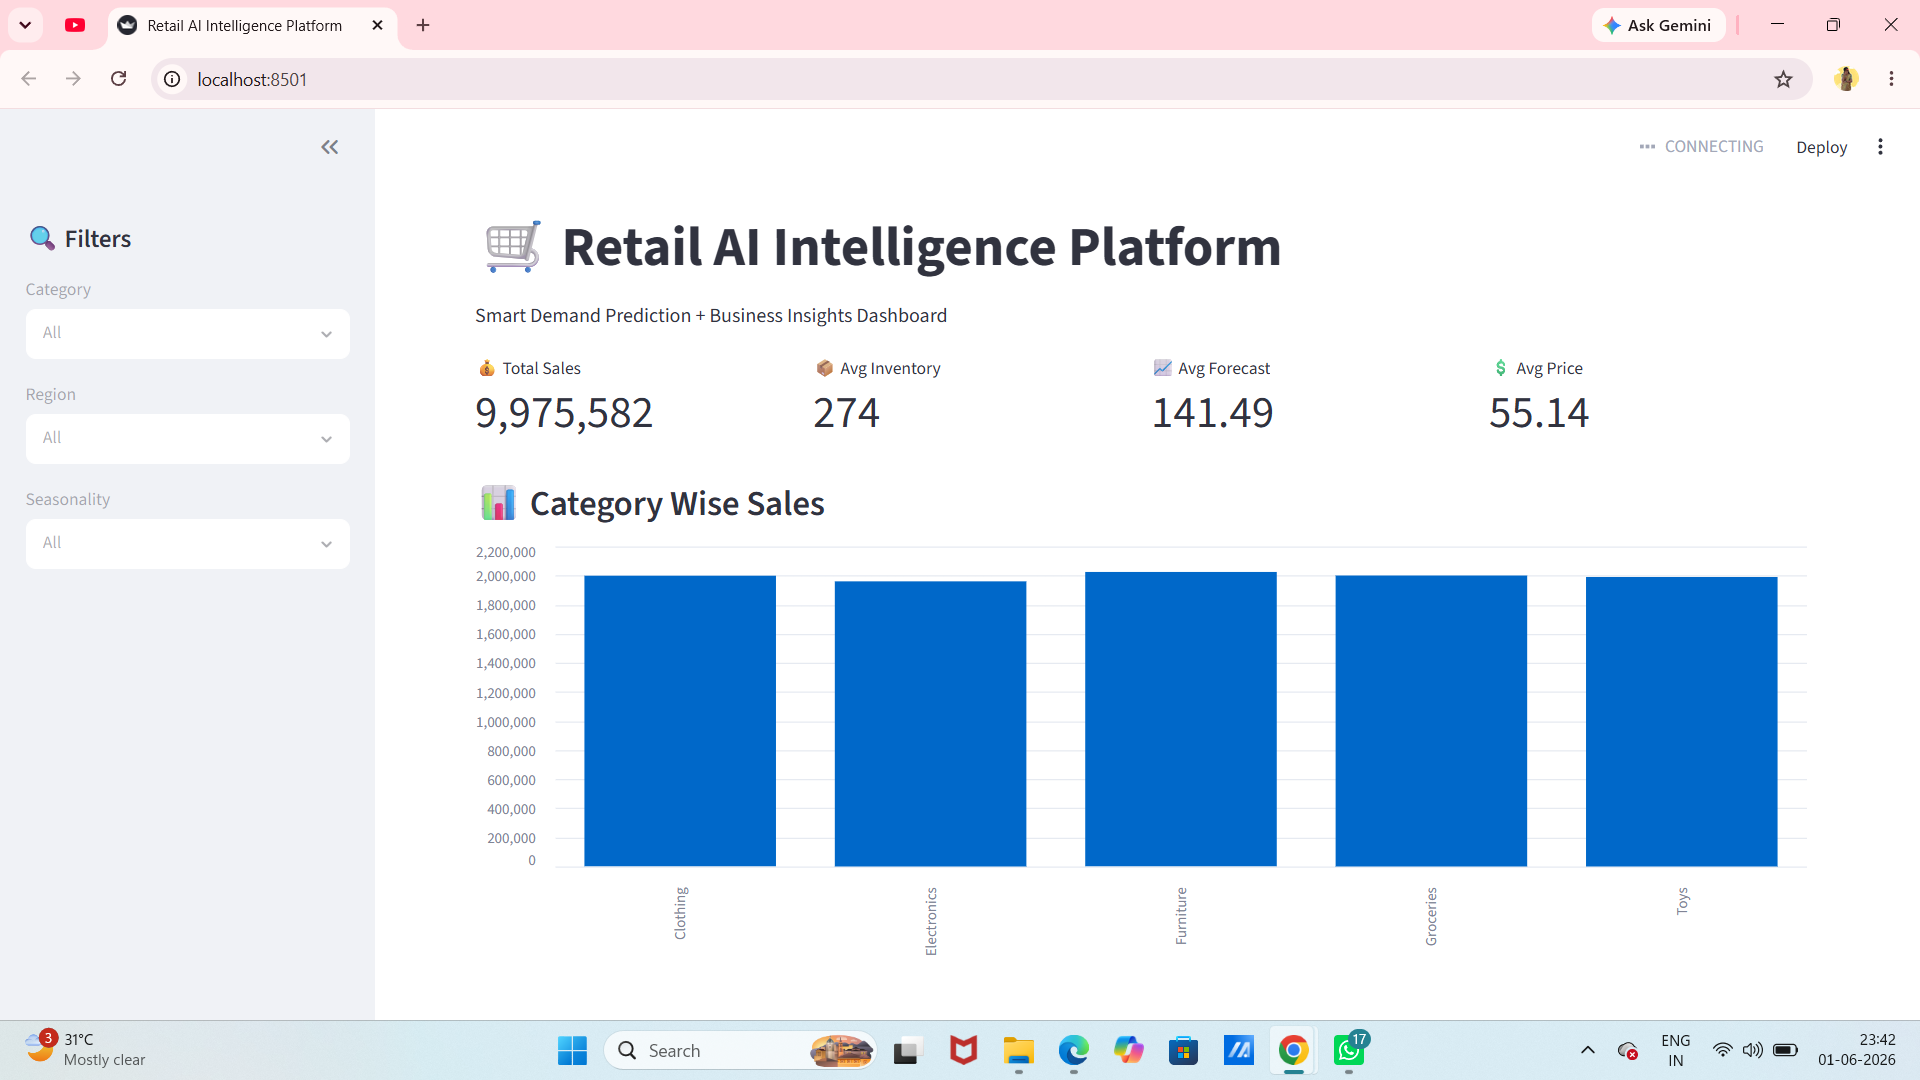 Retail AI Intelligence Platform
Ask Gemini
localhost:8501
CONNECTING
Deploy
Filters
Category
All
Region
All
Seasonality
All
Retail AI Intelligence Platform
Smart Demand Prediction + Business Insights Dashboard
Total Sales
9,975,582
Avg Inventory
274
Avg Forecast
141.49
Avg Price
55.14
Category Wise Sales
2,200,000
2,000,000
1,800,000
1,600,000
1,400,000
1,200,000
1,000,000
800,000
600,000
400,000
200,000
0
Clothing
Electronics
Furniture
Groceries
Toys
3
31°C
Mostly clear
Search
17
ENG
IN
23:42
01-06-2026